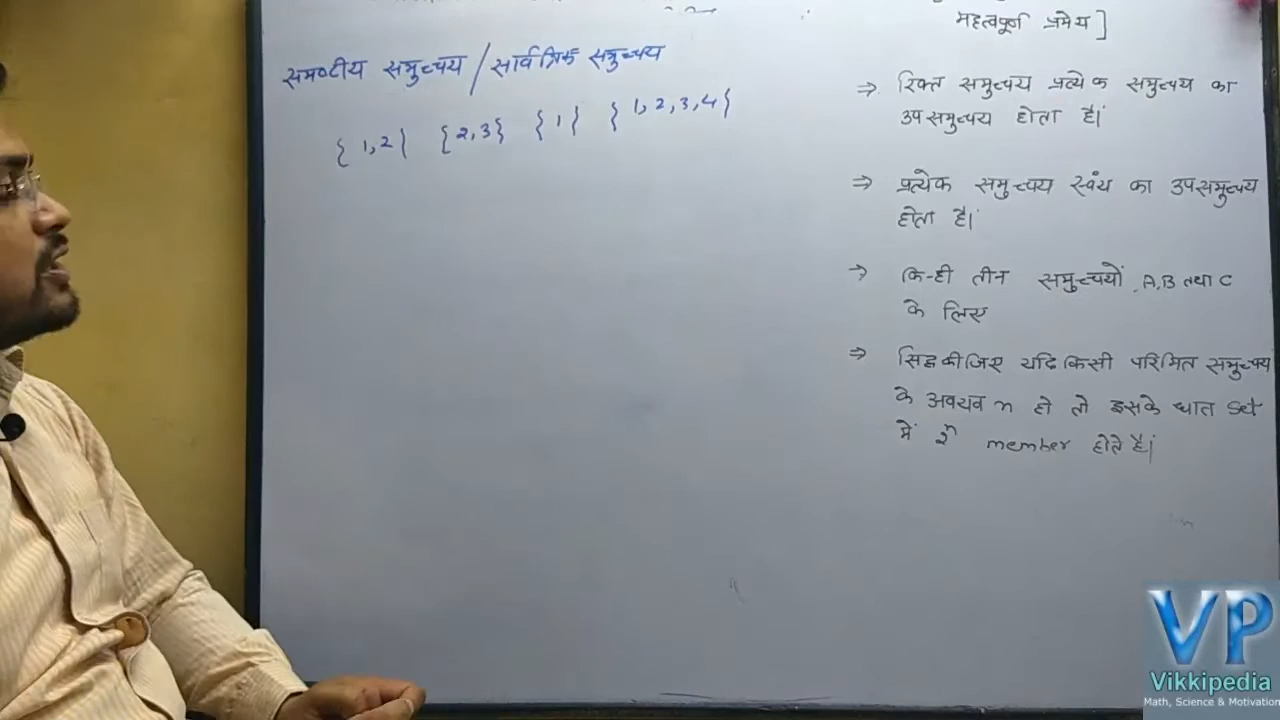 समष्टीय समुच्चय / सार्वत्रिक समुच्चय
{1,2} {2,3} {1} {1,2,3,4}
महत्वपूर्ण प्रमेय ]
⇒ रिक्त समुच्चय प्रत्येक समुच्चय का
उपसमुच्चय होता है।
⇒ प्रत्येक समुच्चय स्वंय का उपसमुच्चय
होता है।
⇒ किन्ही तीन समुच्चयों A,B तथा C
के लिए
⇒ सिद्ध कीजिए यदि किसी परिमित समुच्चय
के अवयव n हो तो इसके घात set
में 2ⁿ member होते है।
VP
Vikkipedia
Math, Science & Motivation